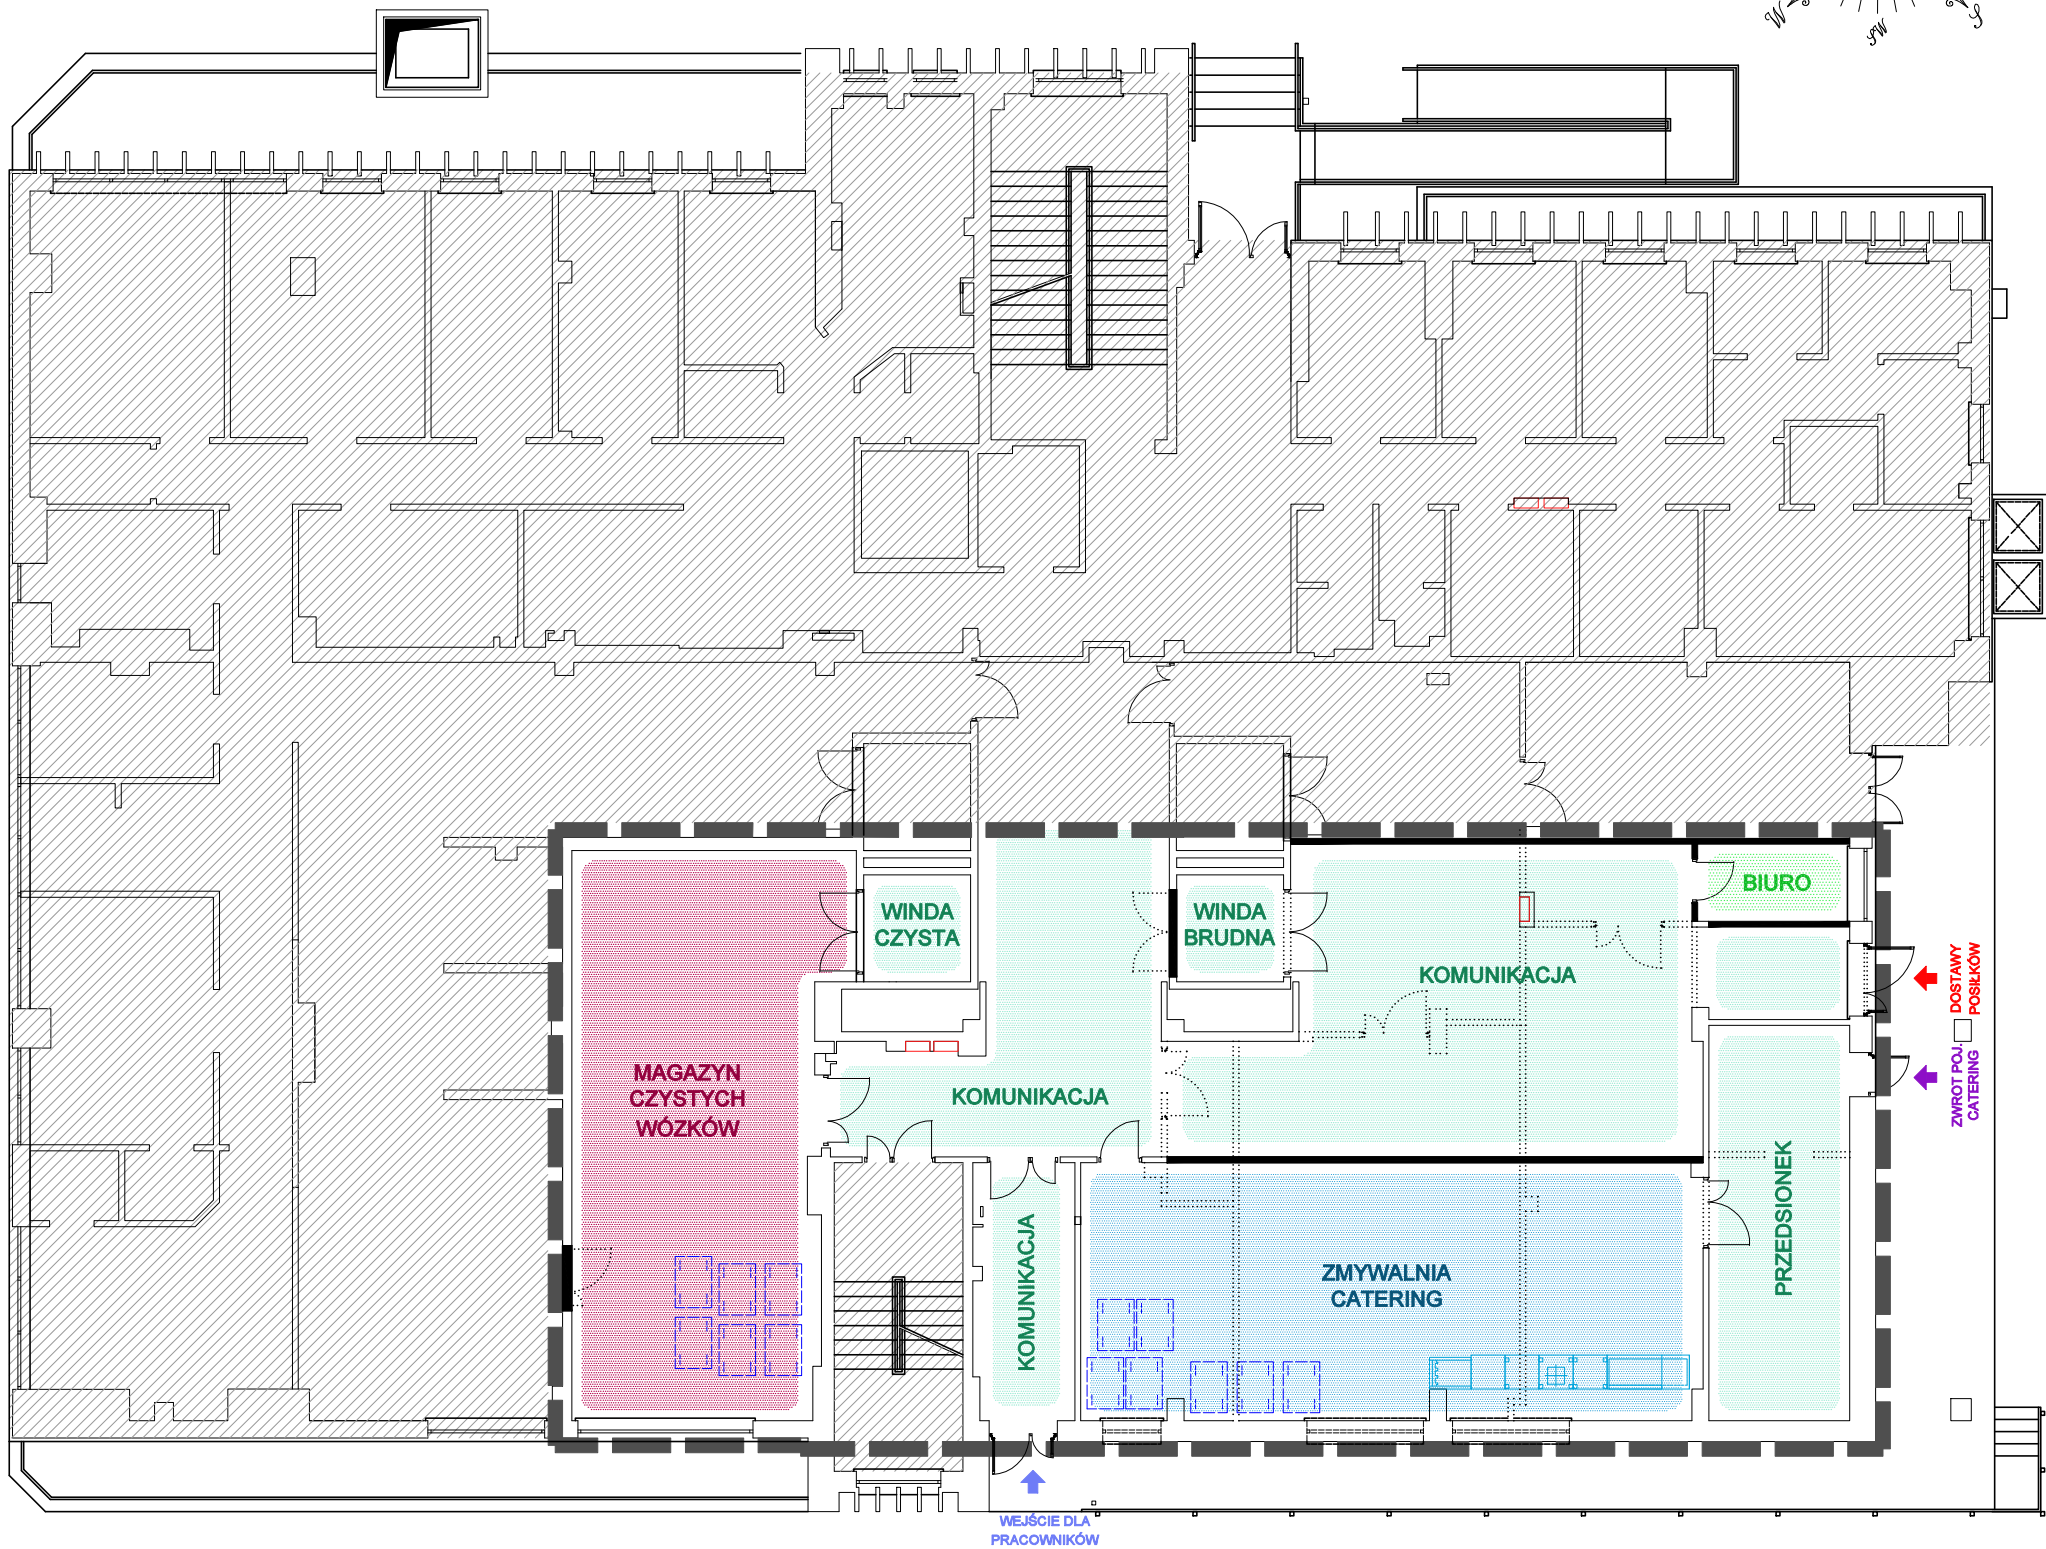 W
SW
S
BIURO
WINDA
CZYSTA
WINDA
BRUDNA
KOMUNIKACJA
DOSTAWY
POSIŁKÓW
MAGAZYN
CZYSTYCH
WÓZKÓW
KOMUNIKACJA
ZWROT POJ.
CATERING
KOMUNIKACJA
ZMYWALNIA
CATERING
PRZEDSIONEK
WEJŚCIE DLA
PRACOWNIKÓW